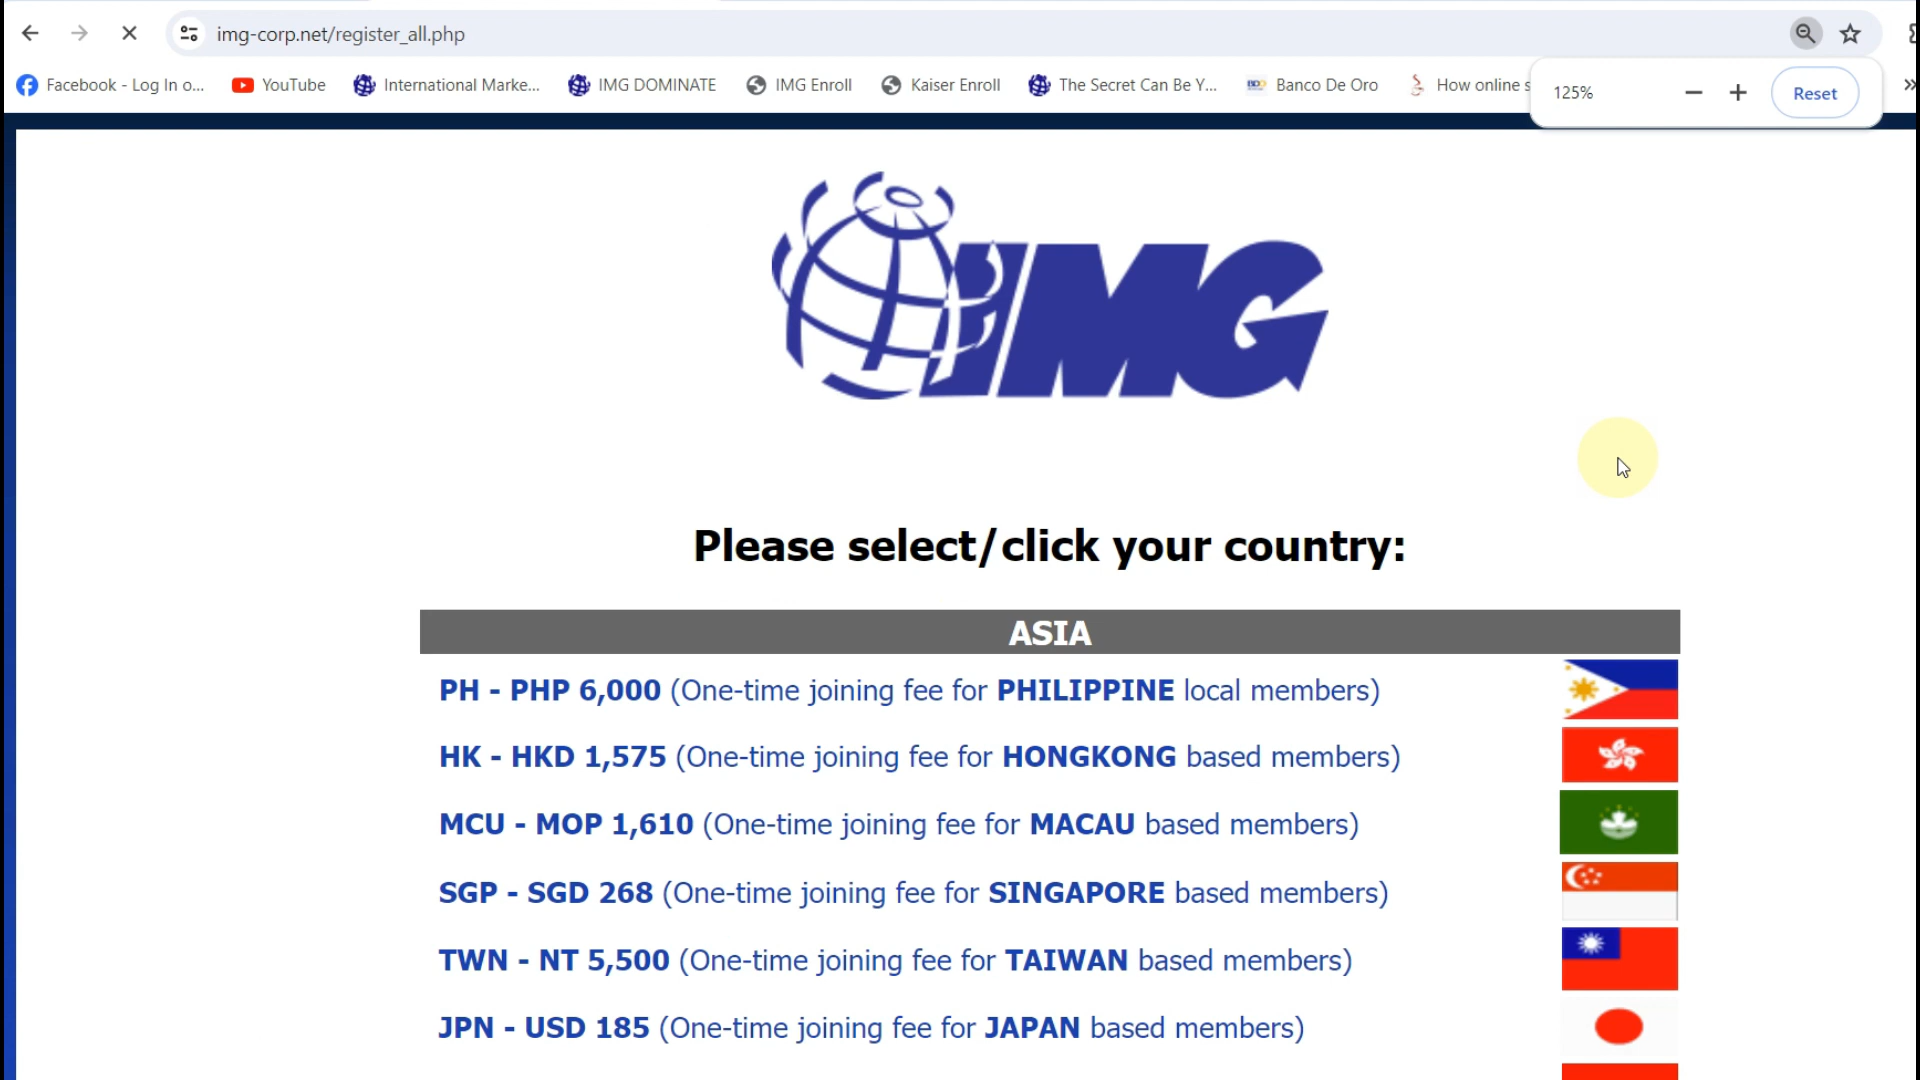 img-corp.net/register_all.php
Facebook - Log In o... YouTube International Marke... IMG DOMINATE IMG Enroll Kaiser Enroll The Secret Can Be Y... Banco De Oro How online s
125% Reset
IMG
Please select/click your country:
ASIA
PH - PHP 6,000 (One-time joining fee for PHILIPPINE local members)
HK - HKD 1,575 (One-time joining fee for HONGKONG based members)
MCU - MOP 1,610 (One-time joining fee for MACAU based members)
SGP - SGD 268 (One-time joining fee for SINGAPORE based members)
TWN - NT 5,500 (One-time joining fee for TAIWAN based members)
JPN - USD 185 (One-time joining fee for JAPAN based members)